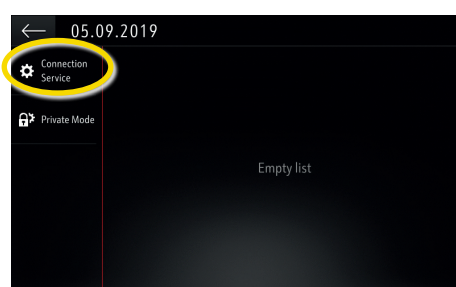 05.09.2019
Connection
Service
Private Mode
Empty list